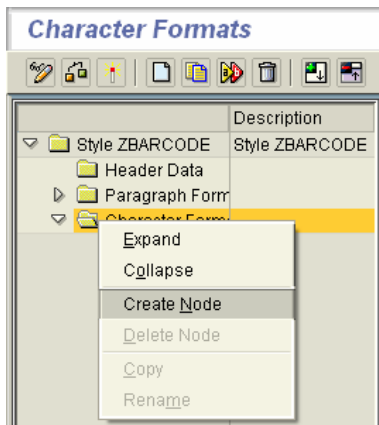 Character Formats
Description
Style ZBARCODE Style ZBARCODE
Header Data
Paragraph Form
Character Form
Expand
Collapse
Create Node
Delete Node
Copy
Rename